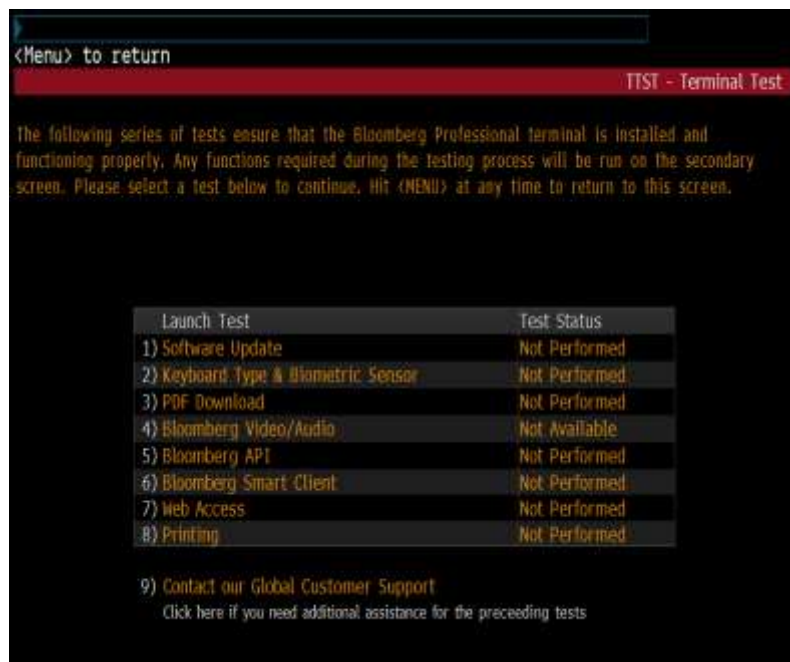 <Menu> to return
TTST - Terminal Test
The following series of tests ensure that the Bloomberg Professional terminal is installed and
functioning properly. Any functions required during the testing process will be run on the secondary
screen. Please select a test below to continue. Hit <MENU> at any time to return to this screen.
Launch Test Test Status
1) Software Update Not Performed
2) Keyboard Type & Biometric Sensor Not Performed
3) PDF Download Not Performed
4) Bloomberg Video/Audio Not Available
5) Bloomberg API Not Performed
6) Bloomberg Smart Client Not Performed
7) Web Access Not Performed
8) Printing Not Performed
9) Contact our Global Customer Support
Click here if you need additional assistance for the preceeding tests